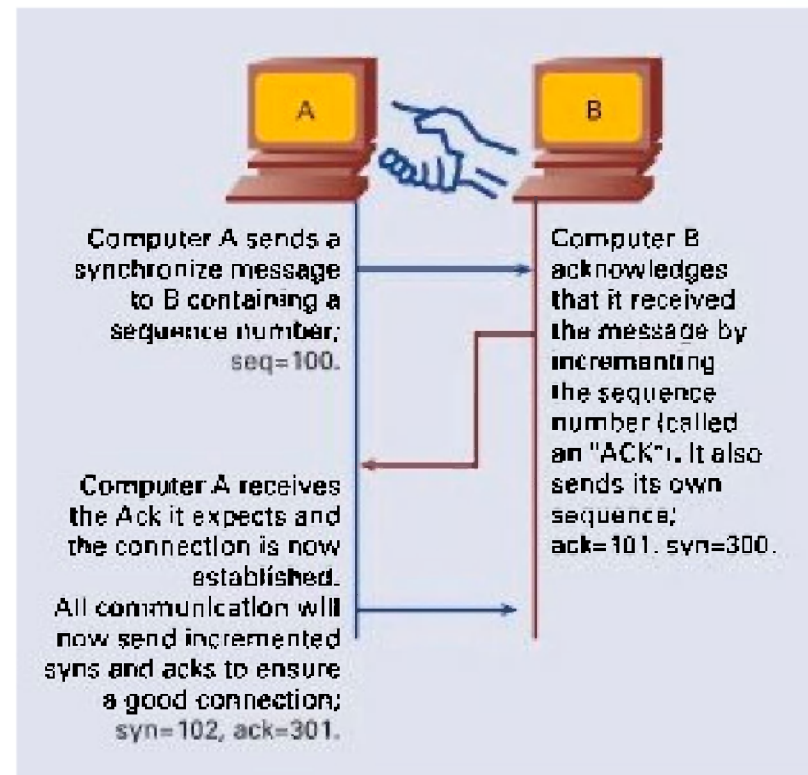 A
B
Computer A sends a
synchronize message
to B containing a
sequence number;
seq=100.
Computer B
acknowledges
that it received
the message by
incrementing
the sequence
number (called
an "ACK"). It also
sends its own
sequence;
ack=101. syn=300.
Computer A receives
the Ack it expects and
the connection is now
established.
All communication will
now send incremented
syns and acks to ensure
a good connection;
syn=102, ack=301.